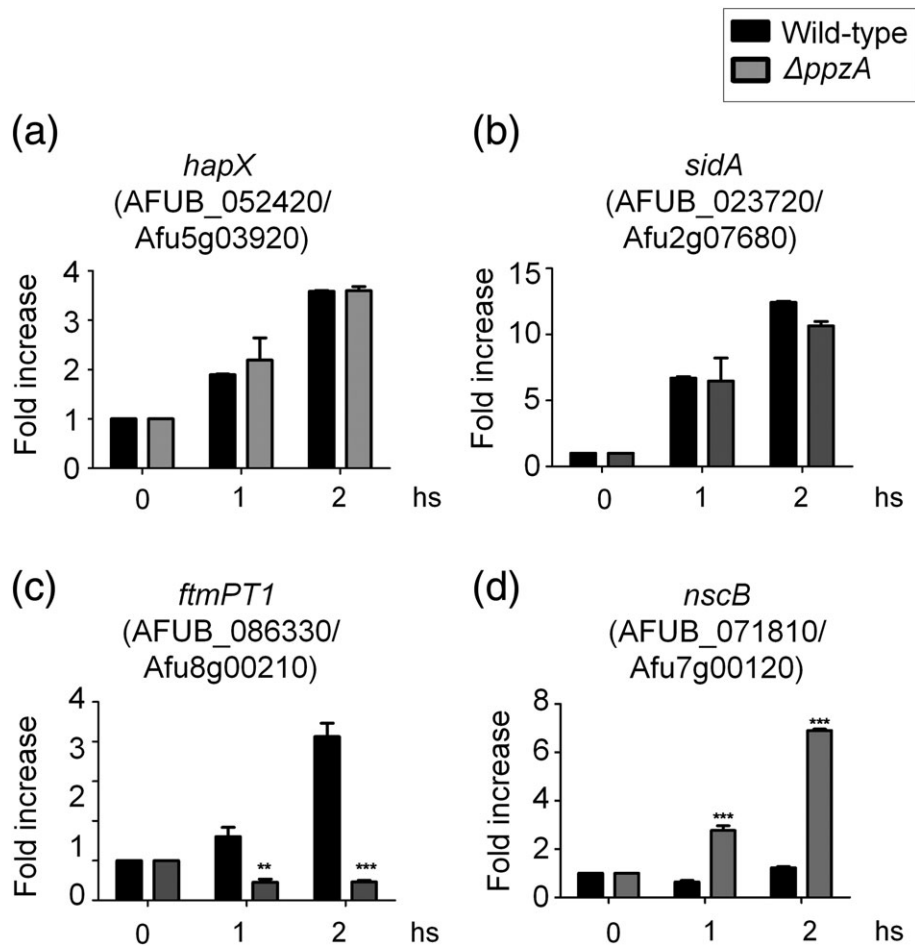 Wild-type
ΔppzA
(a)
hapX
(AFUB_052420/
Afu5g03920)
Fold increase
4
3
2
1
0
0
1
2
hs
(b)
sidA
(AFUB_023720/
Afu2g07680)
Fold increase
15
10
5
0
0
1
2
hs
(c)
ftmPT1
(AFUB_086330/
Afu8g00210)
Fold increase
4
3
2
1
0
**
***
0
1
2
hs
(d)
nscB
(AFUB_071810/
Afu7g00120)
Fold increase
8
6
4
2
0
***
***
0
1
2
hs